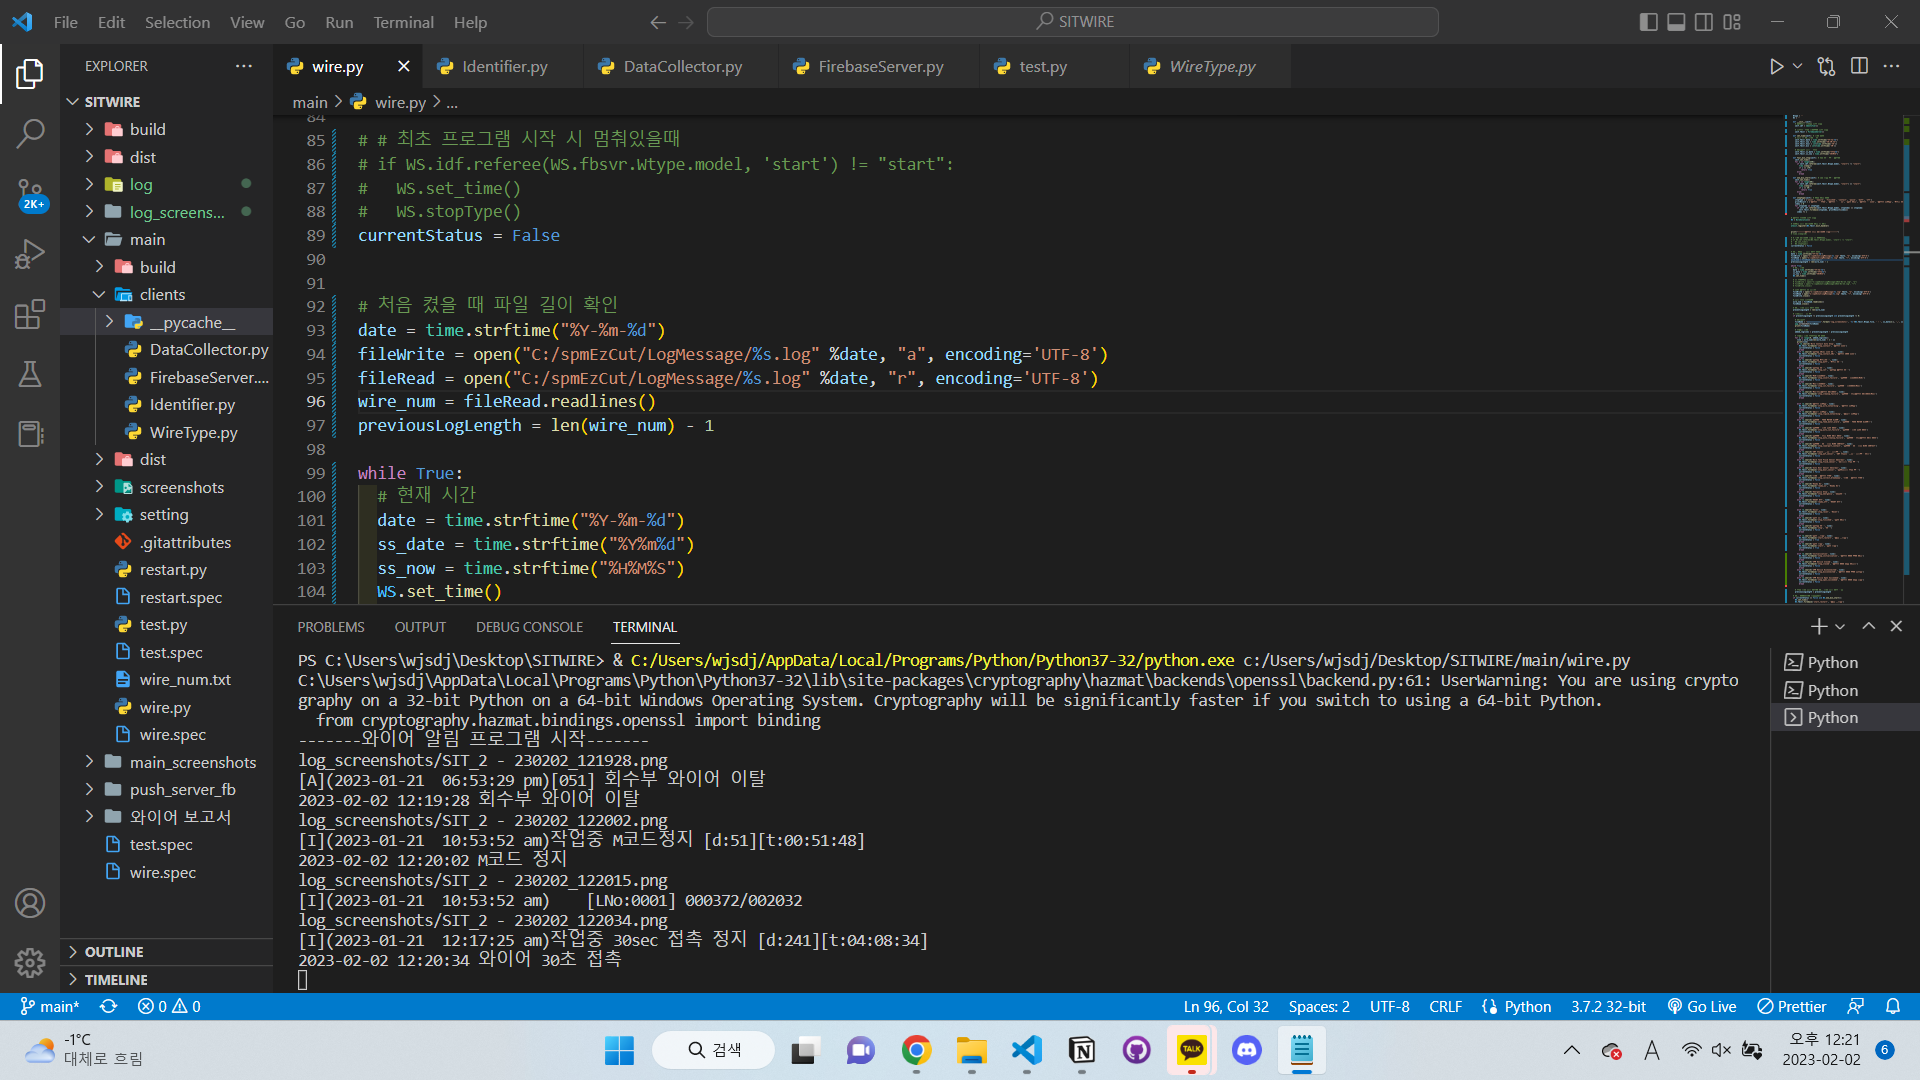 File Edit Selection View Go Run Terminal Help
SITWIRE
EXPLORER
SITWIRE
build
dist
log
log_screens...
main
build
clients
__pycache__
DataCollector.py
FirebaseServer....
Identifier.py
WireType.py
dist
screenshots
setting
.gitattributes
restart.py
restart.spec
test.py
test.spec
wire_num.txt
wire.py
wire.spec
main_screenshots
push_server_fb
와이어 보고서
test.spec
wire.spec
OUTLINE
TIMELINE
2K+
wire.py Identifier.py DataCollector.py FirebaseServer.py test.py WireType.py
main > wire.py > ...
84
85 # # 최초 프로그램 시작 시 멈춰있을때
86 # if WS.idf.referee(WS.fbsvr.Wtype.model, 'start') != "start":
87 #   WS.set_time()
88 #   WS.stopType()
89 currentStatus = False
90
91
92 # 처음 켰을 때 파일 길이 확인
93 date = time.strftime("%Y-%m-%d")
94 fileWrite = open("C:/spmEzCut/LogMessage/%s.log" %date, "a", encoding='UTF-8')
95 fileRead = open("C:/spmEzCut/LogMessage/%s.log" %date, "r", encoding='UTF-8')
96 wire_num = fileRead.readlines()
97 previousLogLength = len(wire_num) - 1
98
99 while True:
100   # 현재 시간
101   date = time.strftime("%Y-%m-%d")
102   ss_date = time.strftime("%Y%m%d")
103   ss_now = time.strftime("%H%M%S")
104   WS.set_time()
PROBLEMS OUTPUT DEBUG CONSOLE TERMINAL
PS C:\Users\wjsdj\Desktop\SITWIRE> & C:/Users/wjsdj/AppData/Local/Programs/Python/Python37-32/python.exe c:/Users/wjsdj/Desktop/SITWIRE/main/wire.py
C:\Users\wjsdj\AppData\Local\Programs\Python\Python37-32\lib\site-packages\cryptography\hazmat\backends\openssl\backend.py:61: UserWarning: You are using crypto
graphy on a 32-bit Python on a 64-bit Windows Operating System. Cryptography will be significantly faster if you switch to using a 64-bit Python.
  from cryptography.hazmat.bindings.openssl import binding
-------와이어 알림 프로그램 시작-------
log_screenshots/SIT_2 - 230202_121928.png
[A](2023-01-21  06:53:29 pm)[051] 회수부 와이어 이탈
2023-02-02 12:19:28 회수부 와이어 이탈
log_screenshots/SIT_2 - 230202_122002.png
[I](2023-01-21  10:53:52 am)작업중 M코드정지 [d:51][t:00:51:48]
2023-02-02 12:20:02 M코드 정지
log_screenshots/SIT_2 - 230202_122015.png
[I](2023-01-21  10:53:52 am)    [LNo:0001] 000372/002032
log_screenshots/SIT_2 - 230202_122034.png
[I](2023-01-21  12:17:25 am)작업중 30sec 접촉 정지 [d:241][t:04:08:34]
2023-02-02 12:20:34 와이어 30초 접촉
Python
Python
Python
main* 0 0 Ln 96, Col 32 Spaces: 2 UTF-8 CRLF Python 3.7.2 32-bit Go Live Prettier
-1°C
대체로 흐림
검색
TALK
A
오후 12:21
2023-02-02
6